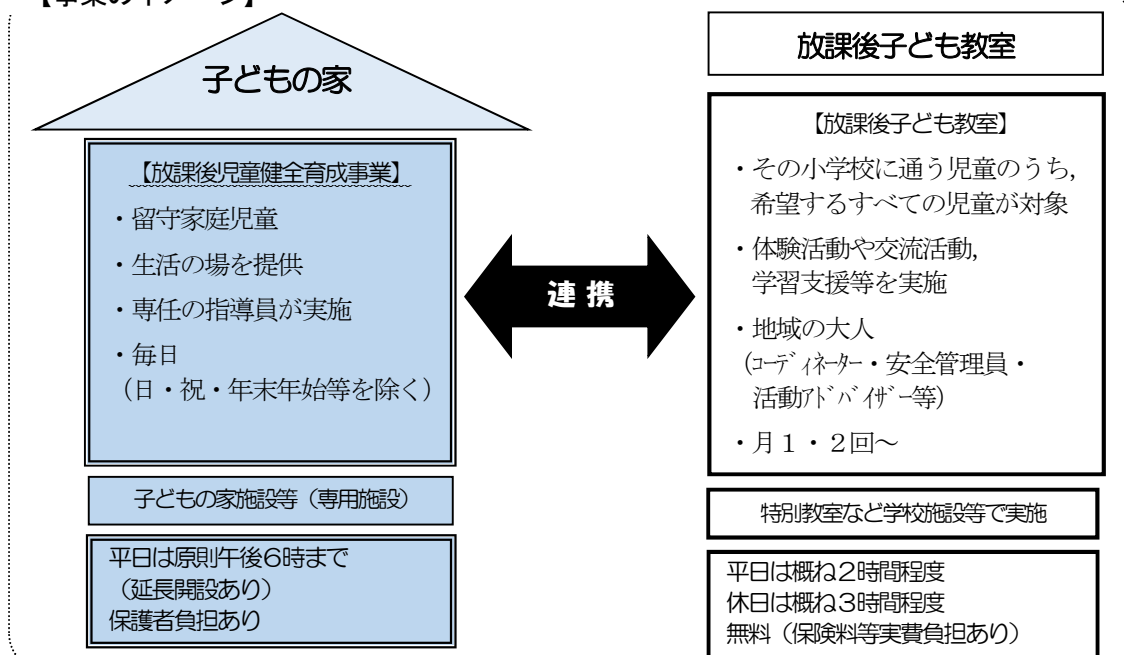 【事業のイメージ】
子どもの家
【放課後児童健全育成事業】
・留守家庭児童
・生活の場を提供
・専任の指導員が実施
・毎日
（日・祝・年末年始等を除く）
子どもの家施設等（専用施設）
平日は原則午後６時まで
（延長開設あり）
保護者負担あり
連携
放課後子ども教室
【放課後子ども教室】
・その小学校に通う児童のうち，
希望するすべての児童が対象
・体験活動や交流活動，
学習支援等を実施
・地域の大人
（ｺｰﾃﾞｨﾈｰﾀｰ・安全管理員・
活動ｱﾄﾞﾊﾞｲｻﾞｰ等）
・月１・２回～
特別教室など学校施設等で実施
平日は概ね２時間程度
休日は概ね３時間程度
無料（保険料等実費負担あり）